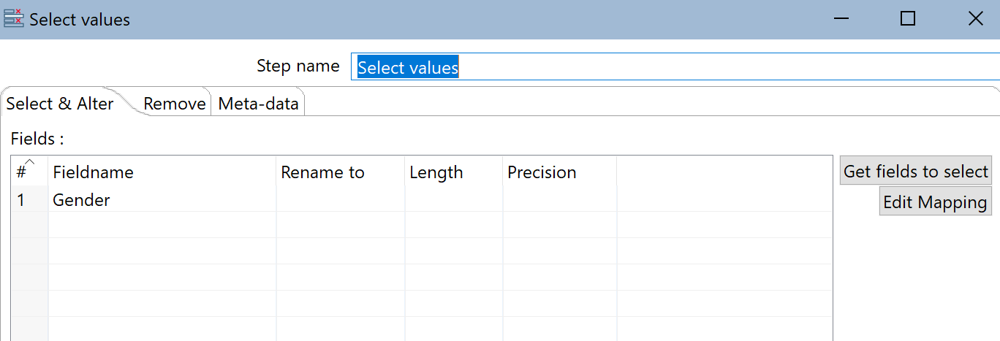 Select values
Step name Select values
Select & Alter Remove Meta-data
Fields :
# Fieldname Rename to Length Precision Get fields to select
1 Gender Edit Mapping